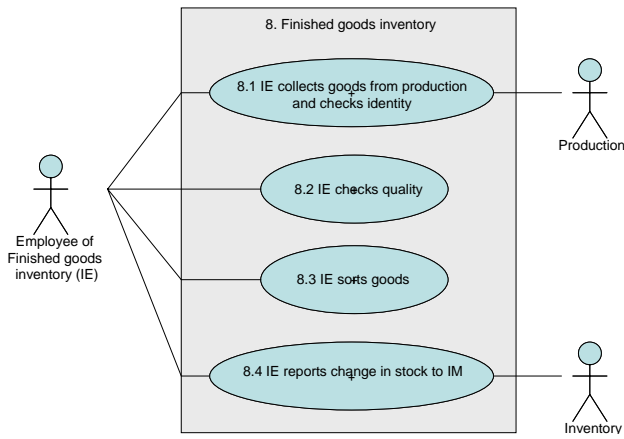 8. Finished goods inventory
8.1 IE collects goods from production
and checks identity
Production
8.2 IE checks quality
Employee of
Finished goods
inventory (IE)
8.3 IE sorts goods
8.4 IE reports change in stock to IM
Inventory